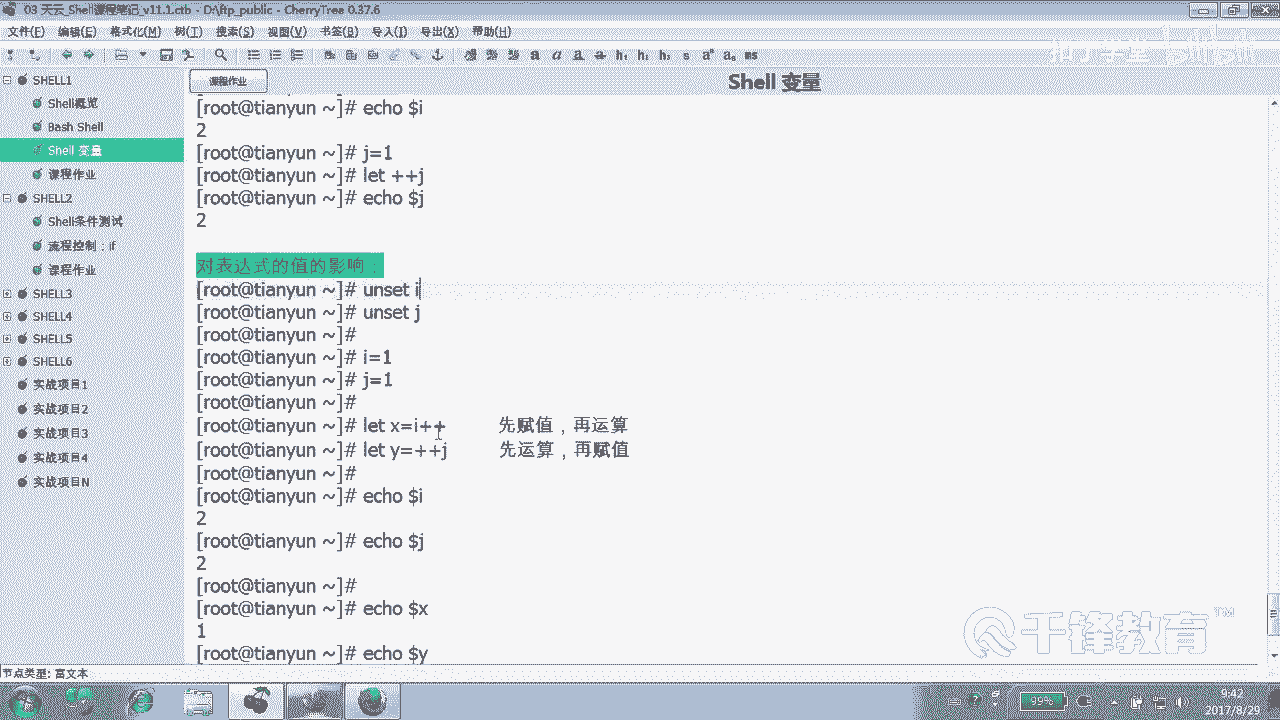 03 天云_Shell课程笔记_v11.1.ctb - D:\ftp_public - CherryTree 0.37.6
文件(F) 编辑(E) 格式化(M) 树(T) 搜索(S) 视图(V) 书签(B) 导入(I) 导出(X) 帮助(H)
SHELL1
Shell概览
Bash Shell
Shell 变量
课程作业
SHELL2
Shell条件测试
流程控制：if
课程作业
SHELL3
SHELL4
SHELL5
SHELL6
实战项目1
实战项目2
实战项目3
实战项目4
实战项目N
课程作业
Shell 变量
[root@tianyun ~]# echo $i
2
[root@tianyun ~]# j=1
[root@tianyun ~]# let ++j
[root@tianyun ~]# echo $j
2
对表达式的值的影响：
[root@tianyun ~]# unset i
[root@tianyun ~]# unset j
[root@tianyun ~]#
[root@tianyun ~]# i=1
[root@tianyun ~]# j=1
[root@tianyun ~]#
[root@tianyun ~]# let x=i++ 先赋值，再运算
[root@tianyun ~]# let y=++j 先运算，再赋值
[root@tianyun ~]#
[root@tianyun ~]# echo $i
2
[root@tianyun ~]# echo $j
2
[root@tianyun ~]#
[root@tianyun ~]# echo $x
1
[root@tianyun ~]# echo $y
千锋教育™
节点类型: 富文本
99%
9:42
2017/8/29